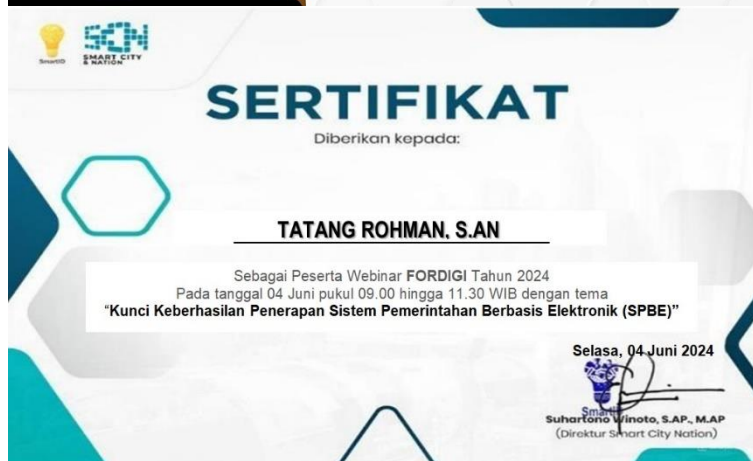 SmartID
SCN
SMART CITY
& NATION
SERTIFIKAT
Diberikan kepada:
TATANG ROHMAN. S.AN
Sebagai Peserta Webinar FORDIGI Tahun 2024
Pada tanggal 04 Juni pukul 09.00 hingga 11.30 WIB dengan tema
“Kunci Keberhasilan Penerapan Sistem Pemerintahan Berbasis Elektronik (SPBE)”
Selasa, 04 Juni 2024
SmartID
Suhartono Winoto, S.AP., M.AP
(Direktur Smart City Nation)